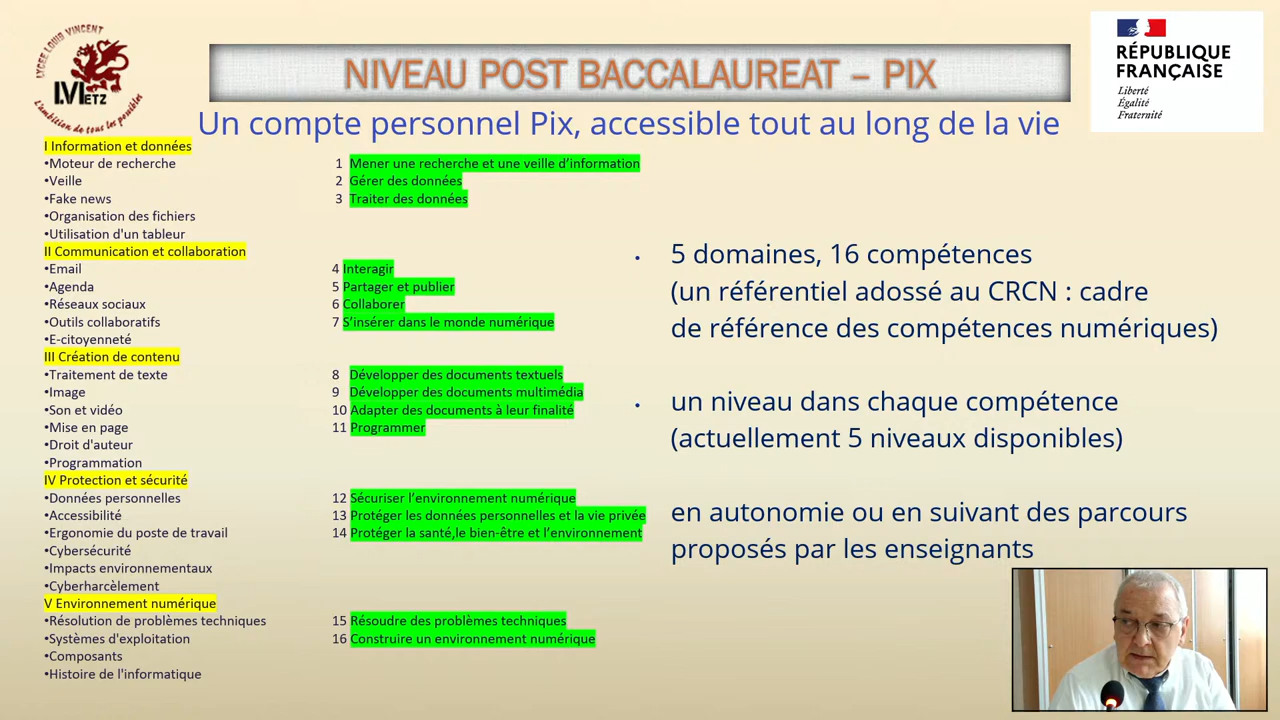 LYCEE LOUIS VINCENT
METZ
L'ambition de tous les possibles
NIVEAU POST BACCALAUREAT – PIX
RÉPUBLIQUE
FRANÇAISE
Liberté
Égalité
Fraternité
Un compte personnel Pix, accessible tout au long de la vie
I Information et données
•Moteur de recherche
•Veille
•Fake news
•Organisation des fichiers
•Utilisation d'un tableur
II Communication et collaboration
•Email
•Agenda
•Réseaux sociaux
•Outils collaboratifs
•E-citoyenneté
III Création de contenu
•Traitement de texte
•Image
•Son et vidéo
•Mise en page
•Droit d'auteur
•Programmation
IV Protection et sécurité
•Données personnelles
•Accessibilité
•Ergonomie du poste de travail
•Cybersécurité
•Impacts environnementaux
•Cyberharcèlement
V Environnement numérique
•Résolution de problèmes techniques
•Systèmes d'exploitation
•Composants
•Histoire de l'informatique
1 Mener une recherche et une veille d’information
2 Gérer des données
3 Traiter des données
4 Interagir
5 Partager et publier
6 Collaborer
7 S’insérer dans le monde numérique
8 Développer des documents textuels
9 Développer des documents multimédia
10 Adapter des documents à leur finalité
11 Programmer
12 Sécuriser l’environnement numérique
13 Protéger les données personnelles et la vie privée
14 Protéger la santé,le bien-être et l’environnement
15 Résoudre des problèmes techniques
16 Construire un environnement numérique
• 5 domaines, 16 compétences
(un référentiel adossé au CRCN : cadre
de référence des compétences numériques)
• un niveau dans chaque compétence
(actuellement 5 niveaux disponibles)
en autonomie ou en suivant des parcours
proposés par les enseignants